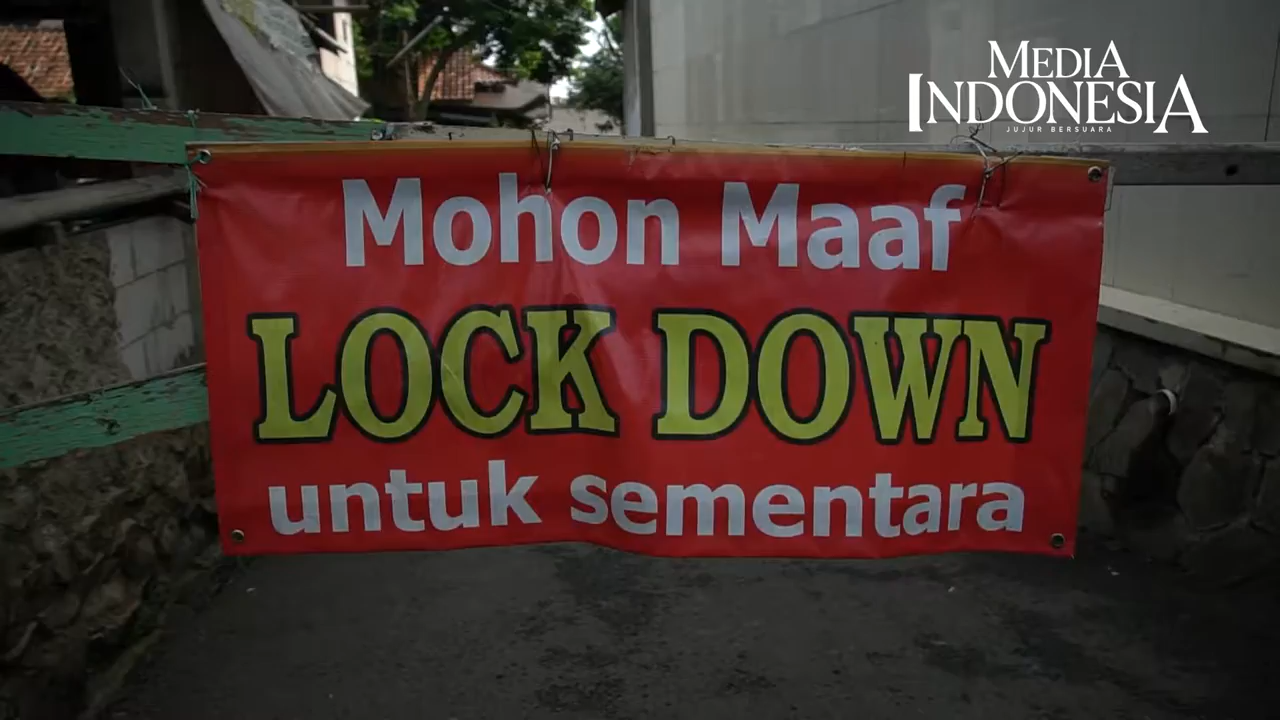 MEDIA
INDONESIA
JUJUR BERSUARA
Mohon Maaf
LOCK DOWN
untuk sementara